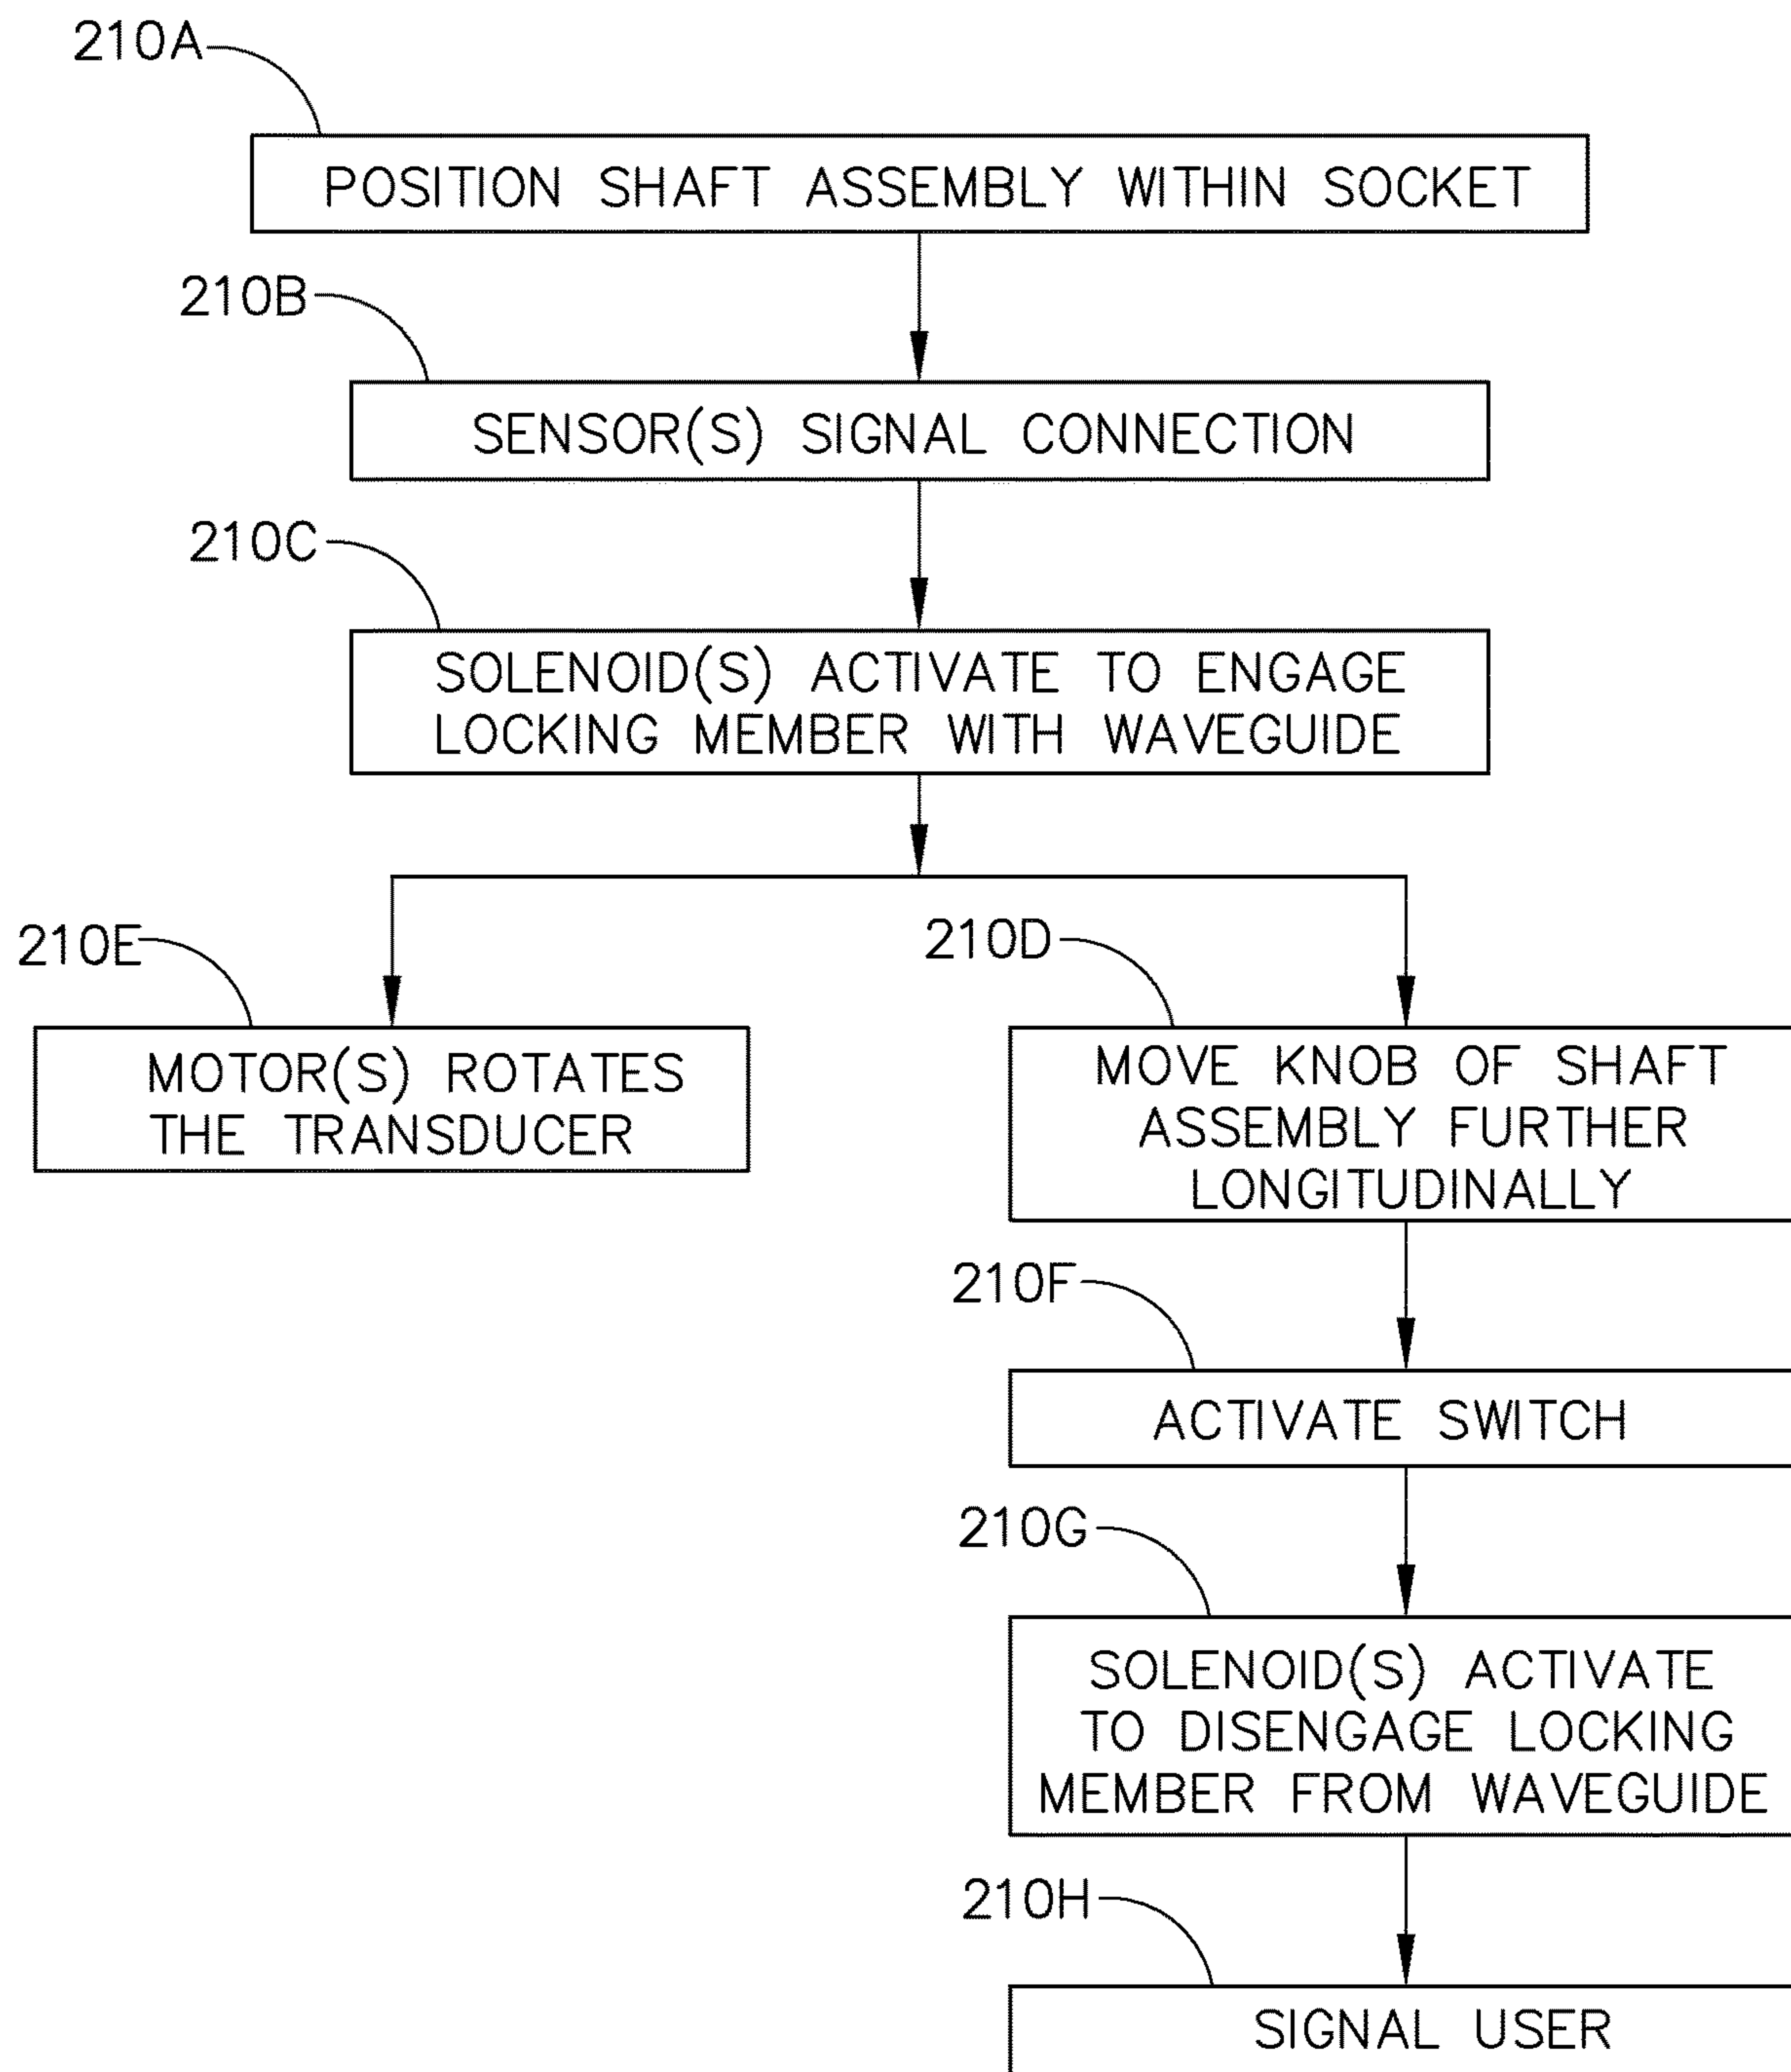 210A
POSITION SHAFT ASSEMBLY WITHIN SOCKET
210B
SENSOR(S) SIGNAL CONNECTION
210C
SOLENOID(S) ACTIVATE TO ENGAGE
LOCKING MEMBER WITH WAVEGUIDE
210E
MOTOR(S) ROTATES
THE TRANSDUCER
210D
MOVE KNOB OF SHAFT
ASSEMBLY FURTHER
LONGITUDINALLY
210F
ACTIVATE SWITCH
210G
SOLENOID(S) ACTIVATE
TO DISENGAGE LOCKING
MEMBER FROM WAVEGUIDE
210H
SIGNAL USER